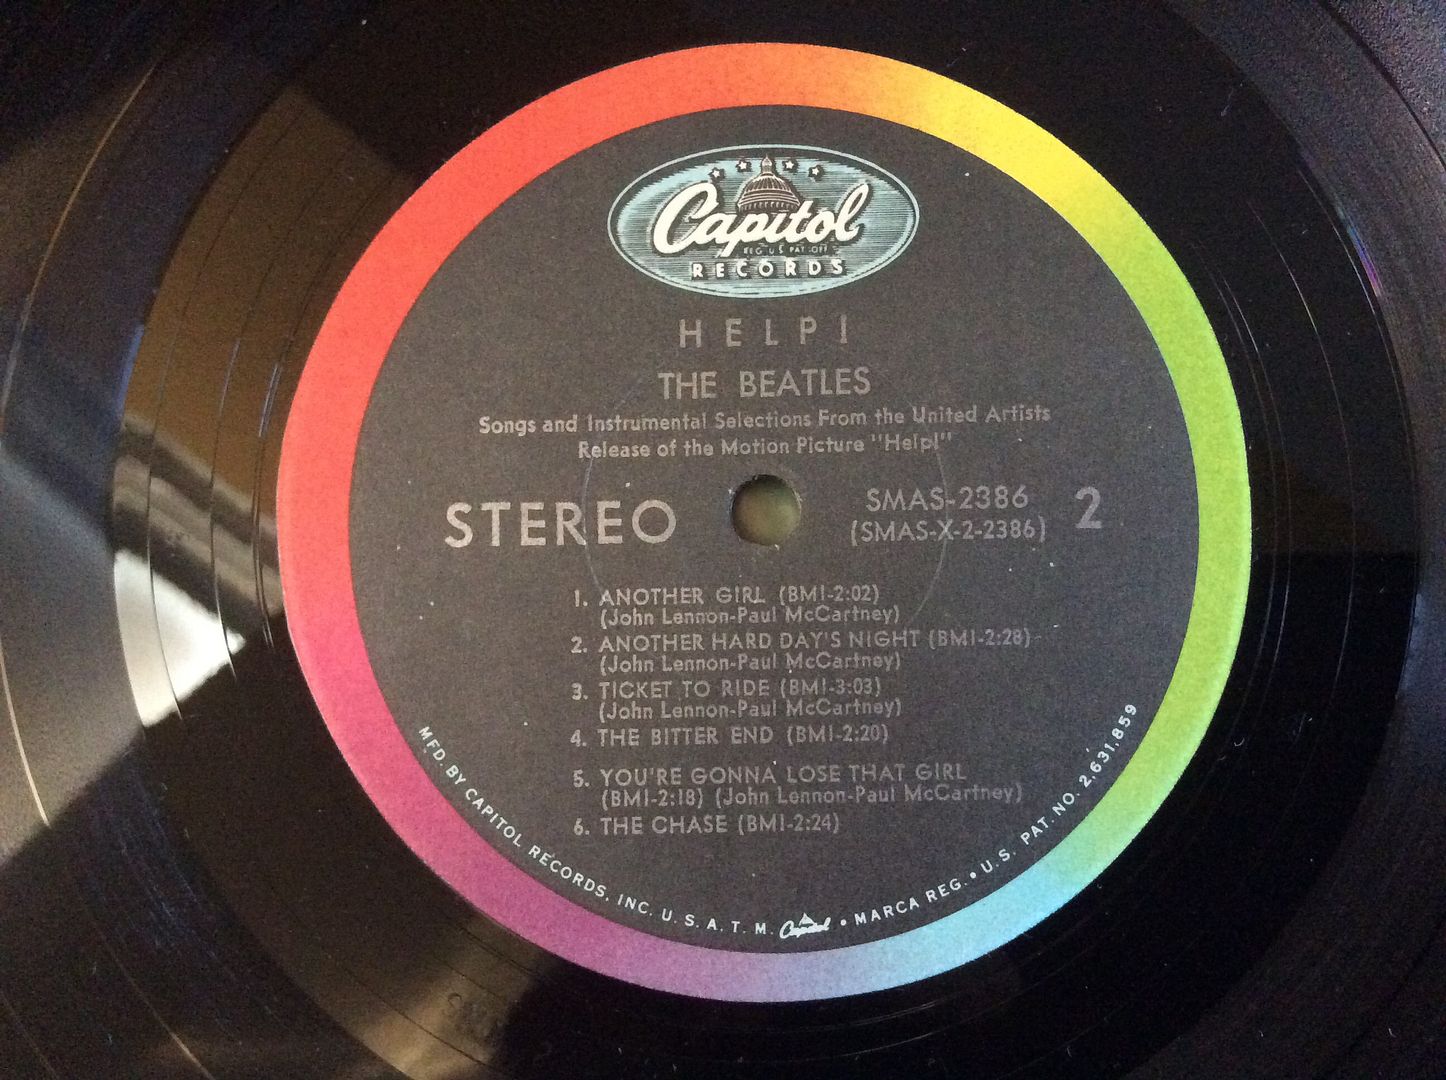 Capitol
REG. U.S. PAT. OFF.
RECORDS
HELP!
THE BEATLES
Songs and Instrumental Selections From the United Artists
Release of the Motion Picture "Help!"
STEREO
SMAS-2386
(SMAS-X-2-2386)
2
1. ANOTHER GIRL (BMI-2:02)
(John Lennon-Paul McCartney)
2. ANOTHER HARD DAY'S NIGHT (BMI-2:28)
(John Lennon-Paul McCartney)
3. TICKET TO RIDE (BMI-3:03)
(John Lennon-Paul McCartney)
4. THE BITTER END (BMI-2:20)
5. YOU'RE GONNA LOSE THAT GIRL
(BMI-2:18) (John Lennon-Paul McCartney)
6. THE CHASE (BMI-2:24)
MFD. BY CAPITOL RECORDS, INC. U. S. A. T. M. Capitol • MARCA REG. • U.S. PAT. NO. 2,631,859